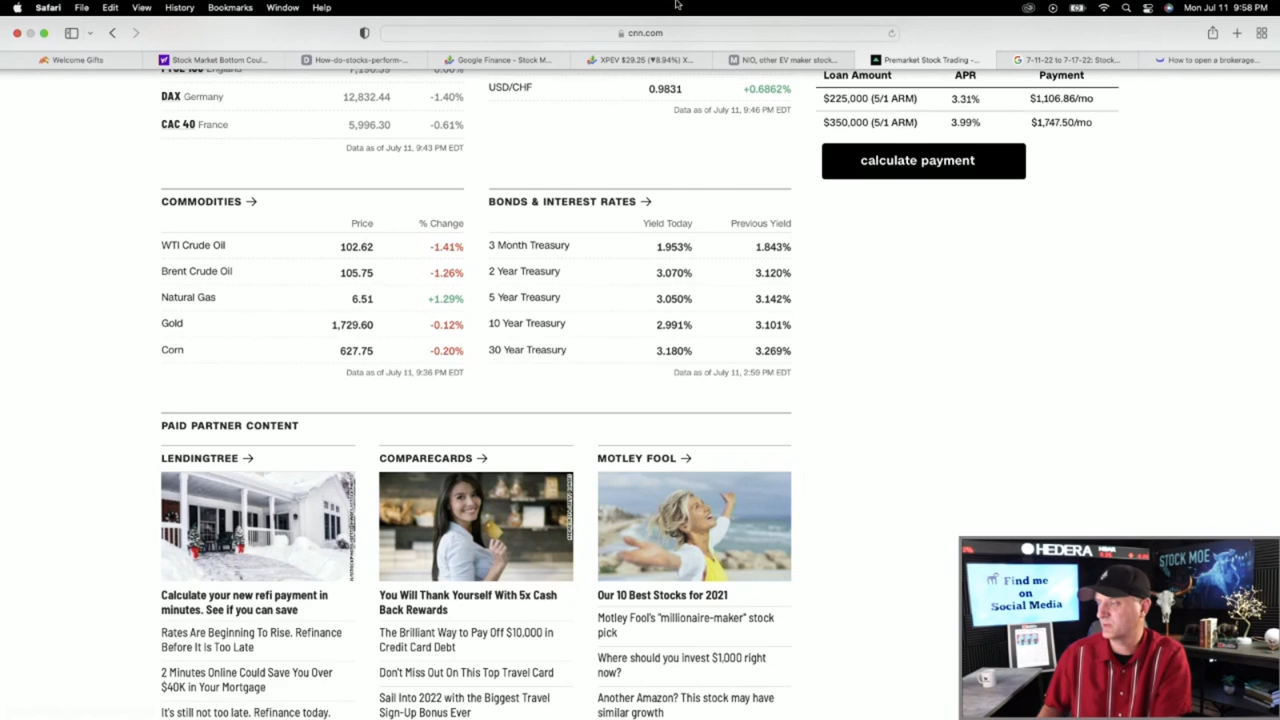 Safari File Edit View History Bookmarks Window Help Mon Jul 11 9:58 PM
cnn.com
Welcome Gifts Stock Market Bottom Coul... How-do-stocks-perform-... Google Finance - Stock M... XPEV $29.25 (▼8.94%) X... NIO, other EV maker stock... Premarket Stock Trading -... 7-11-22 to 7-17-22: Stock... How to open a brokerage...
DAX Germany 12,832.44 -1.40%
CAC 40 France 5,996.30 -0.61%
Data as of July 11, 9:43 PM EDT
USD/CHF 0.9831 +0.6862%
Data as of July 11, 9:46 PM EDT
Loan Amount APR Payment
$225,000 (5/1 ARM) 3.31% $1,106.86/mo
$350,000 (5/1 ARM) 3.99% $1,747.50/mo
calculate payment
COMMODITIES →
Price % Change
WTI Crude Oil 102.62 -1.41%
Brent Crude Oil 105.75 -1.26%
Natural Gas 6.51 +1.29%
Gold 1,729.60 -0.12%
Corn 627.75 -0.20%
Data as of July 11, 9:36 PM EDT
BONDS & INTEREST RATES →
Yield Today Previous Yield
3 Month Treasury 1.953% 1.843%
2 Year Treasury 3.070% 3.120%
5 Year Treasury 3.050% 3.142%
10 Year Treasury 2.991% 3.101%
30 Year Treasury 3.180% 3.269%
Data as of July 11, 2:59 PM EDT
PAID PARTNER CONTENT
LENDINGTREE →
Calculate your new refi payment in
minutes. See if you can save
Rates Are Beginning To Rise. Refinance
Before It Is Too Late
2 Minutes Online Could Save You Over
$40K in Your Mortgage
It's still not too late. Refinance today.
COMPARECARDS →
You Will Thank Yourself With 5x Cash
Back Rewards
The Brilliant Way to Pay Off $10,000 in
Credit Card Debt
Don't Miss Out On This Top Travel Card
Sail Into 2022 with the Biggest Travel
Sign-Up Bonus Ever
MOTLEY FOOL →
Our 10 Best Stocks for 2021
Motley Fool's "millionaire-maker" stock
pick
Where should you invest $1,000 right
now?
Another Amazon? This stock may have
similar growth
HEDERA
STOCK MOE
Find me
on
Social Media